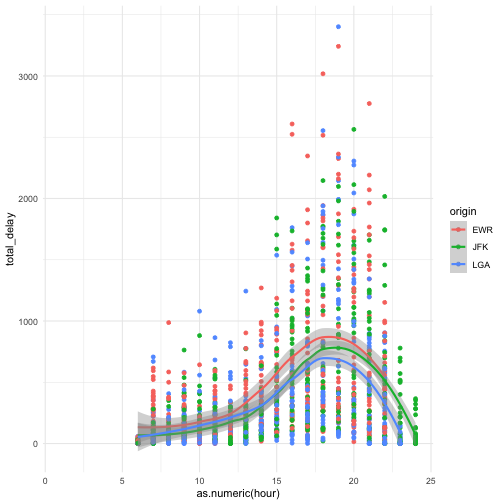 3000
2000
1000
0
total_delay
0 5 10 15 20 25
as.numeric(hour)
origin
EWR
JFK
LGA